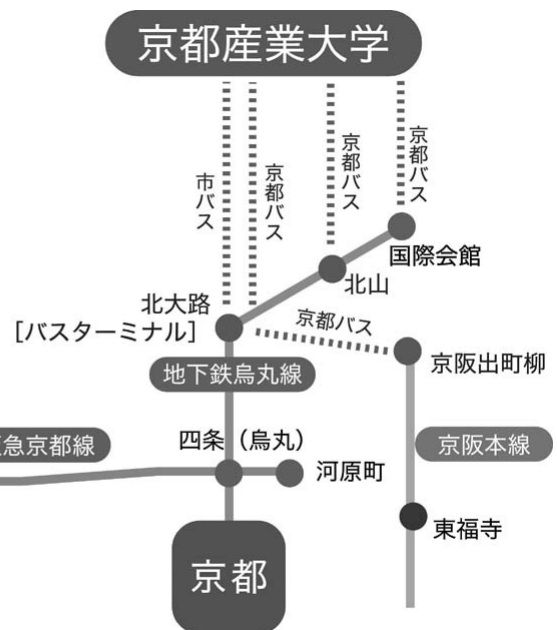 京都産業大学
市バス
京都バス
京都バス
京都バス
国際会館
北山
北大路
[バスターミナル]
京都バス
京阪出町柳
地下鉄烏丸線
急京都線
四条（烏丸）
京阪本線
河原町
東福寺
京都